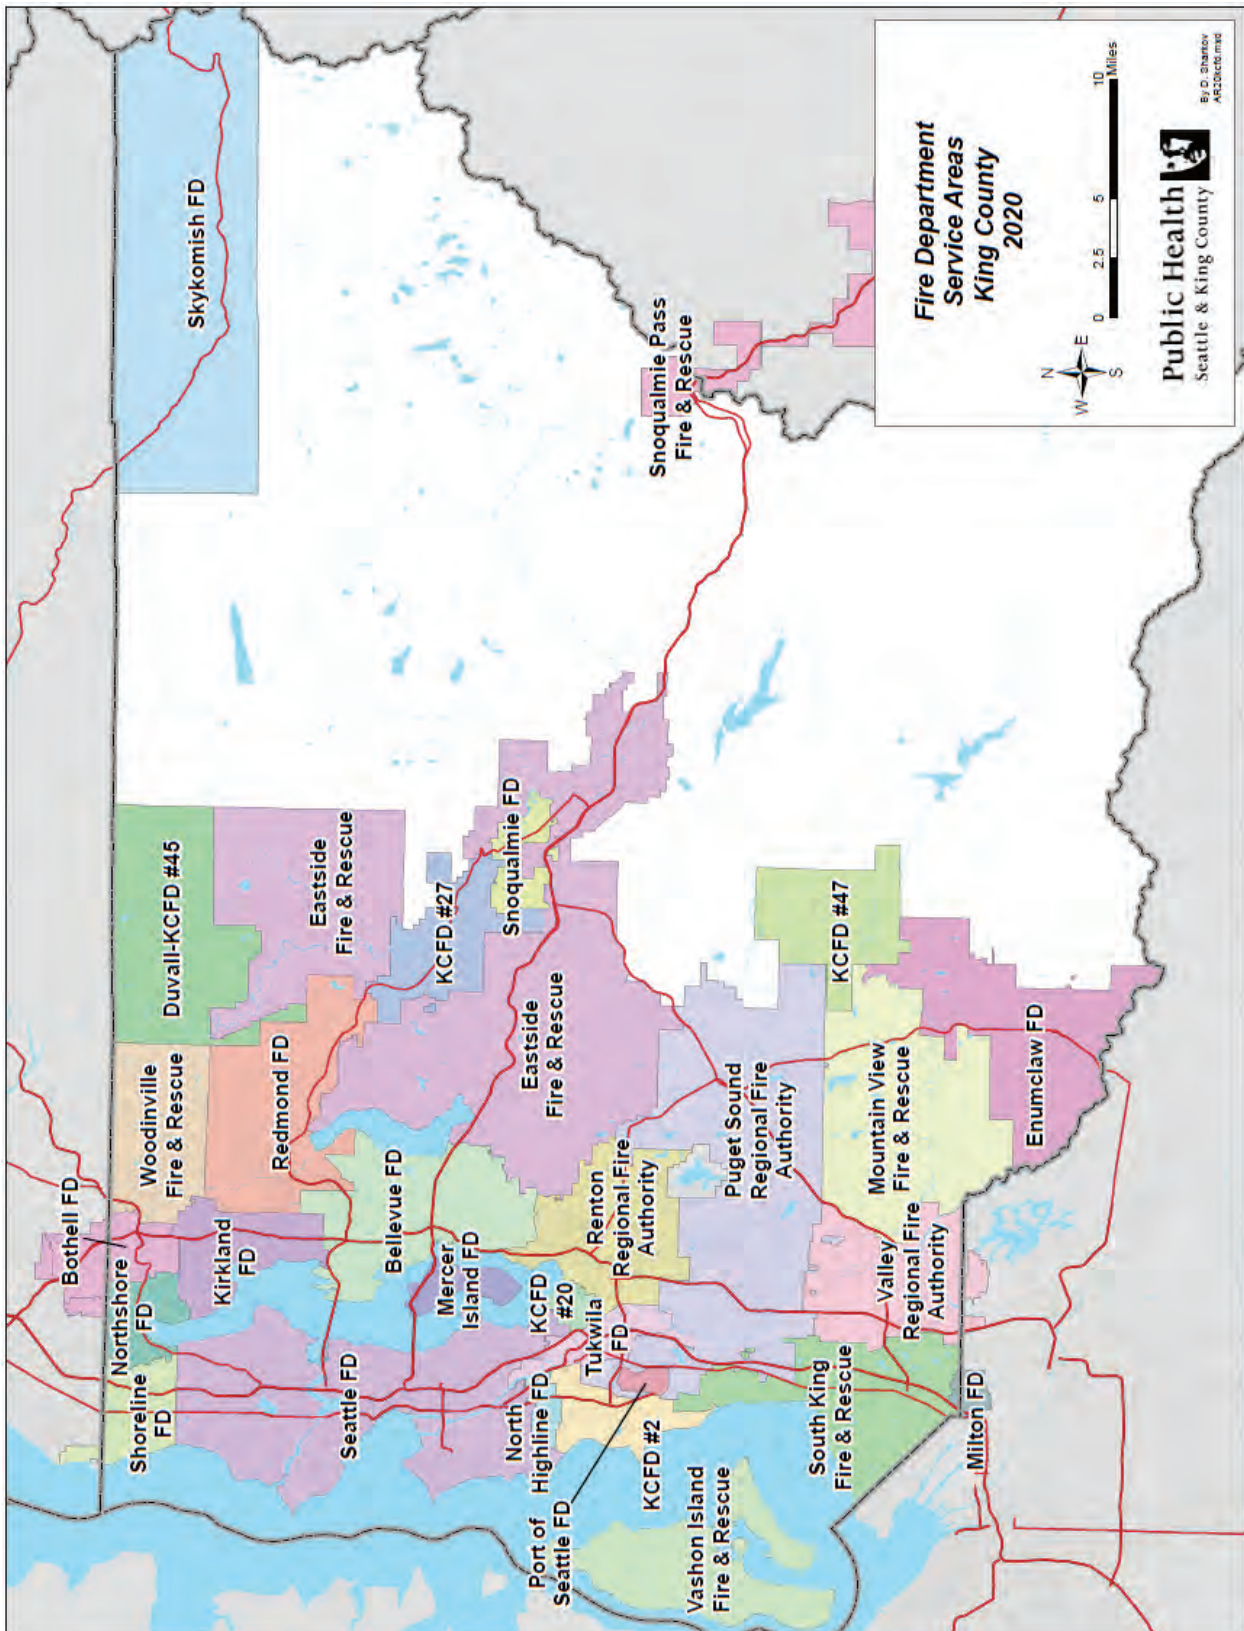 Skykomish FD
Bothell FD
Northshore
FD
Shoreline
FD
Woodinville
Fire & Rescue
Duvall-KCFD #45
Kirkland
FD
Redmond FD
Eastside
Fire & Rescue
Seattle FD
Bellevue FD
KCFD #27
Mercer
Island FD
Snoqualmie FD
Eastside
Fire & Rescue
North
Highline FD
KCFD
#20
Port of
Seattle FD
Tukwila
FD
Renton
Regional Fire
Authority
Snoqualmie Pass
Fire & Rescue
KCFD #2
Vashon Island
Fire & Rescue
Puget Sound
Regional Fire
Authority
KCFD #47
South King
Fire & Rescue
Valley
Regional Fire
Authority
Mountain View
Fire & Rescue
Milton FD
Enumclaw FD
Fire Department
Service Areas
King County
2020
N
W E
S
0 2.5 5 10
Miles
Public Health
Seattle & King County
By D. Sharkov
AR20kcfd.mxd